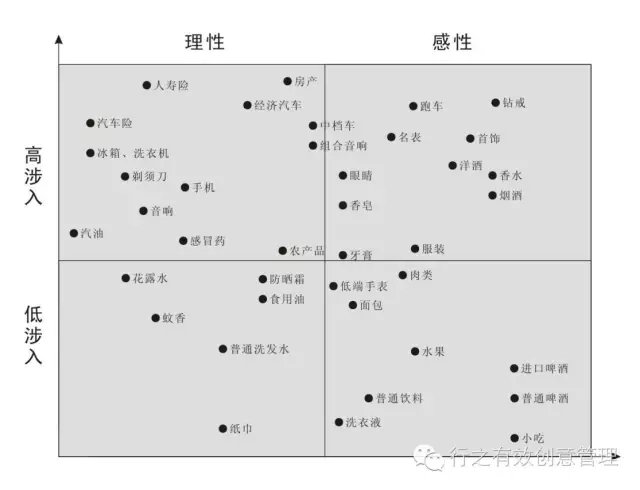 理性
感性
高涉入
低涉入
人寿险
房产
经济汽车
汽车险
中档车
组合音响
冰箱、洗衣机
剃须刀
手机
音响
汽油
感冒药
农产品
跑车
钻戒
名表
首饰
洋酒
眼睛
香水
烟酒
香皂
服装
牙膏
花露水
防晒霜
食用油
蚊香
普通洗发水
纸巾
肉类
低端手表
面包
水果
进口啤酒
普通饮料
普通啤酒
洗衣液
小吃
行之有效创意管理